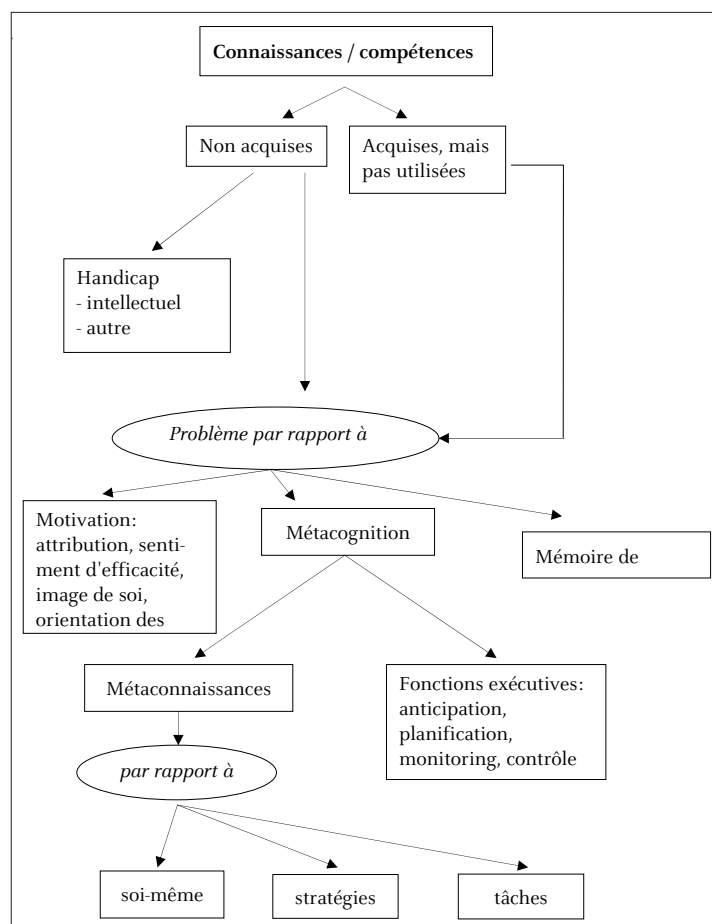 Connaissances / compétences
Non acquises
Acquises, mais
pas utilisées
Handicap
- intellectuel
- autre
Problème par rapport à
Motivation:
attribution, senti-
ment d'efficacité,
image de soi,
orientation des
Métacognition
Mémoire de
Métaconnaissances
Fonctions exécutives:
anticipation,
planification,
monitoring, contrôle
par rapport à
soi-même
stratégies
tâches